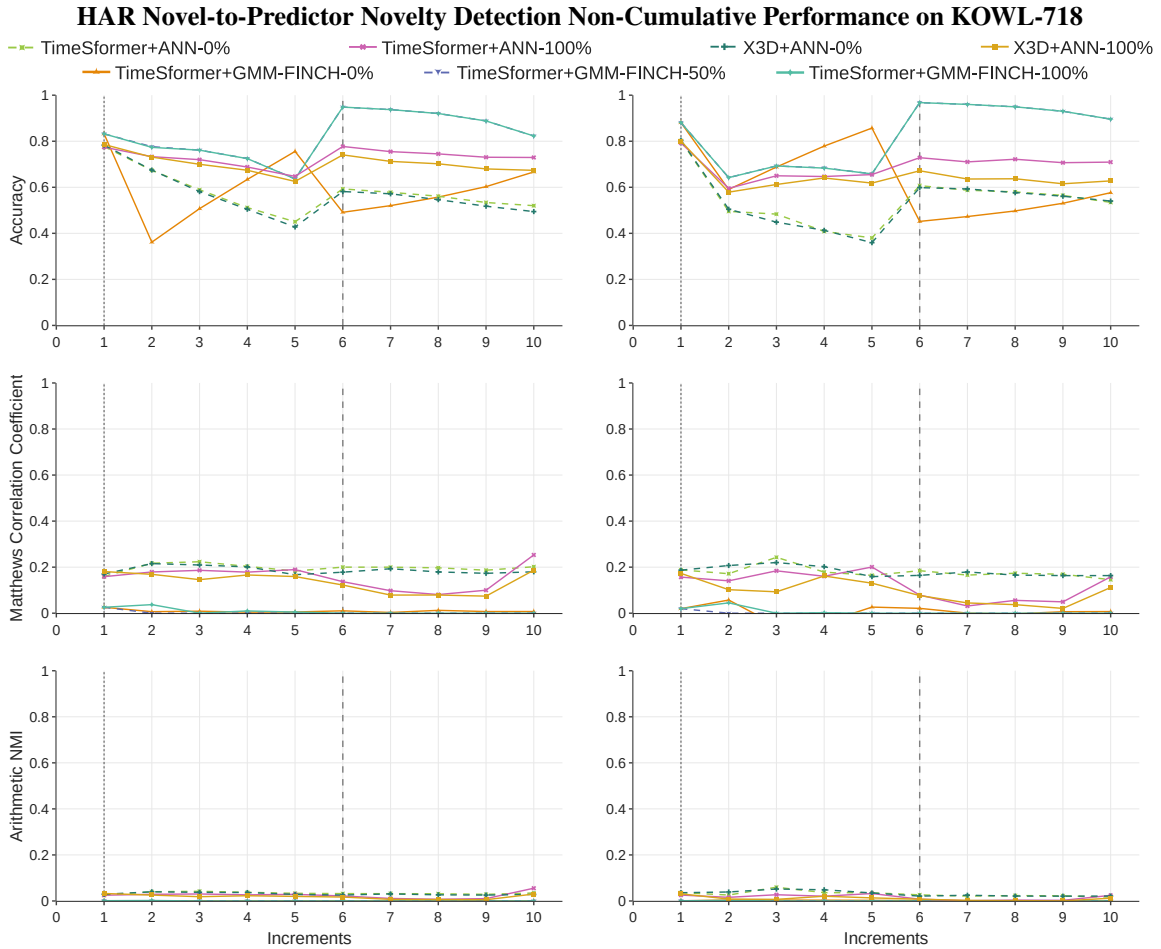 HAR Novel-to-Predictor Novelty Detection Non-Cumulative Performance on KOWL-718
TimeSformer+ANN-0% TimeSformer+ANN-100% X3D+ANN-0% X3D+ANN-100%
TimeSformer+GMM-FINCH-0% TimeSformer+GMM-FINCH-50% TimeSformer+GMM-FINCH-100%
Accuracy
1
0.8
0.6
0.4
0.2
0
0 1 2 3 4 5 6 7 8 9 10
1
0.8
0.6
0.4
0.2
0
0 1 2 3 4 5 6 7 8 9 10
Matthews Correlation Coefficient
1
0.8
0.6
0.4
0.2
0
0 1 2 3 4 5 6 7 8 9 10
1
0.8
0.6
0.4
0.2
0
0 1 2 3 4 5 6 7 8 9 10
Arithmetic NMI
1
0.8
0.6
0.4
0.2
0
0 1 2 3 4 5 6 7 8 9 10
Increments
1
0.8
0.6
0.4
0.2
0
0 1 2 3 4 5 6 7 8 9 10
Increments